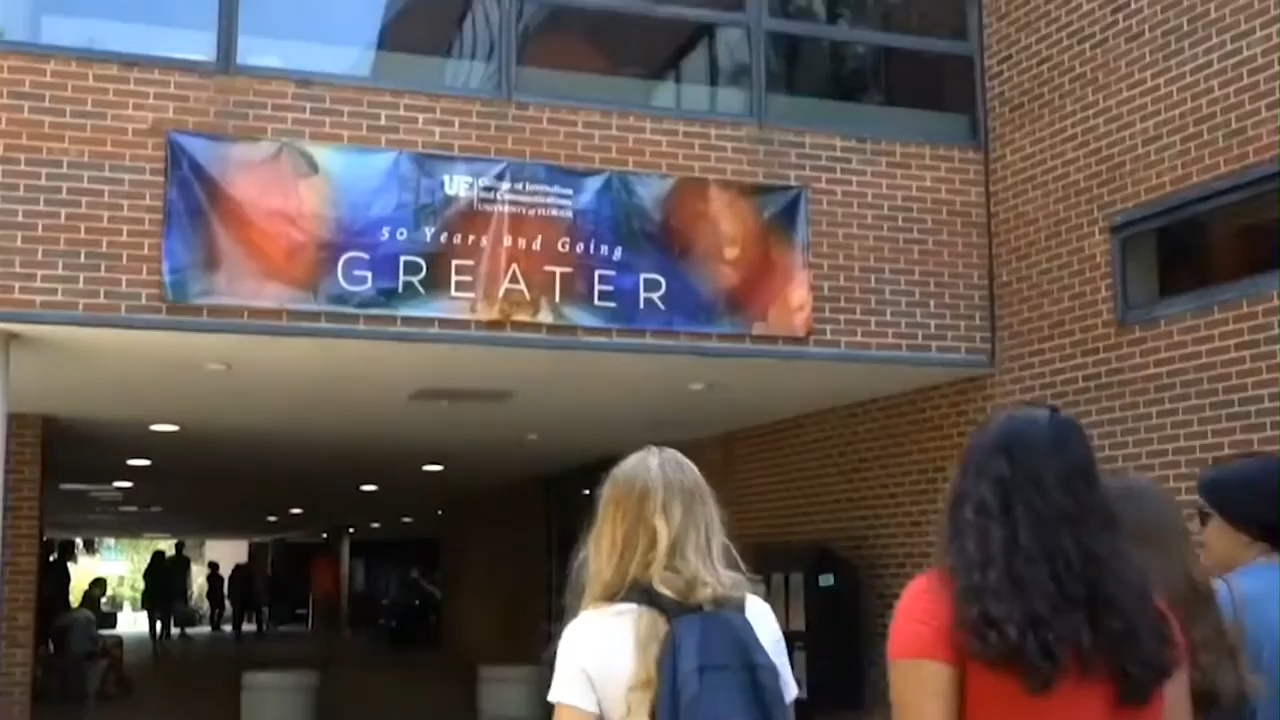 UF College of Journalism
and Communications
UNIVERSITY of FLORIDA
50 Years and Going
GREATER